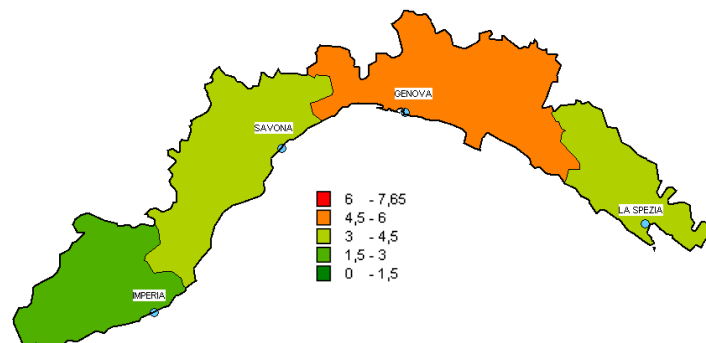 GENOVA
SAVONA
6 - 7,65
4,5 - 6
LA SPEZIA
3 - 4,5
1,5 - 3
0 - 1,5
IMPERIA